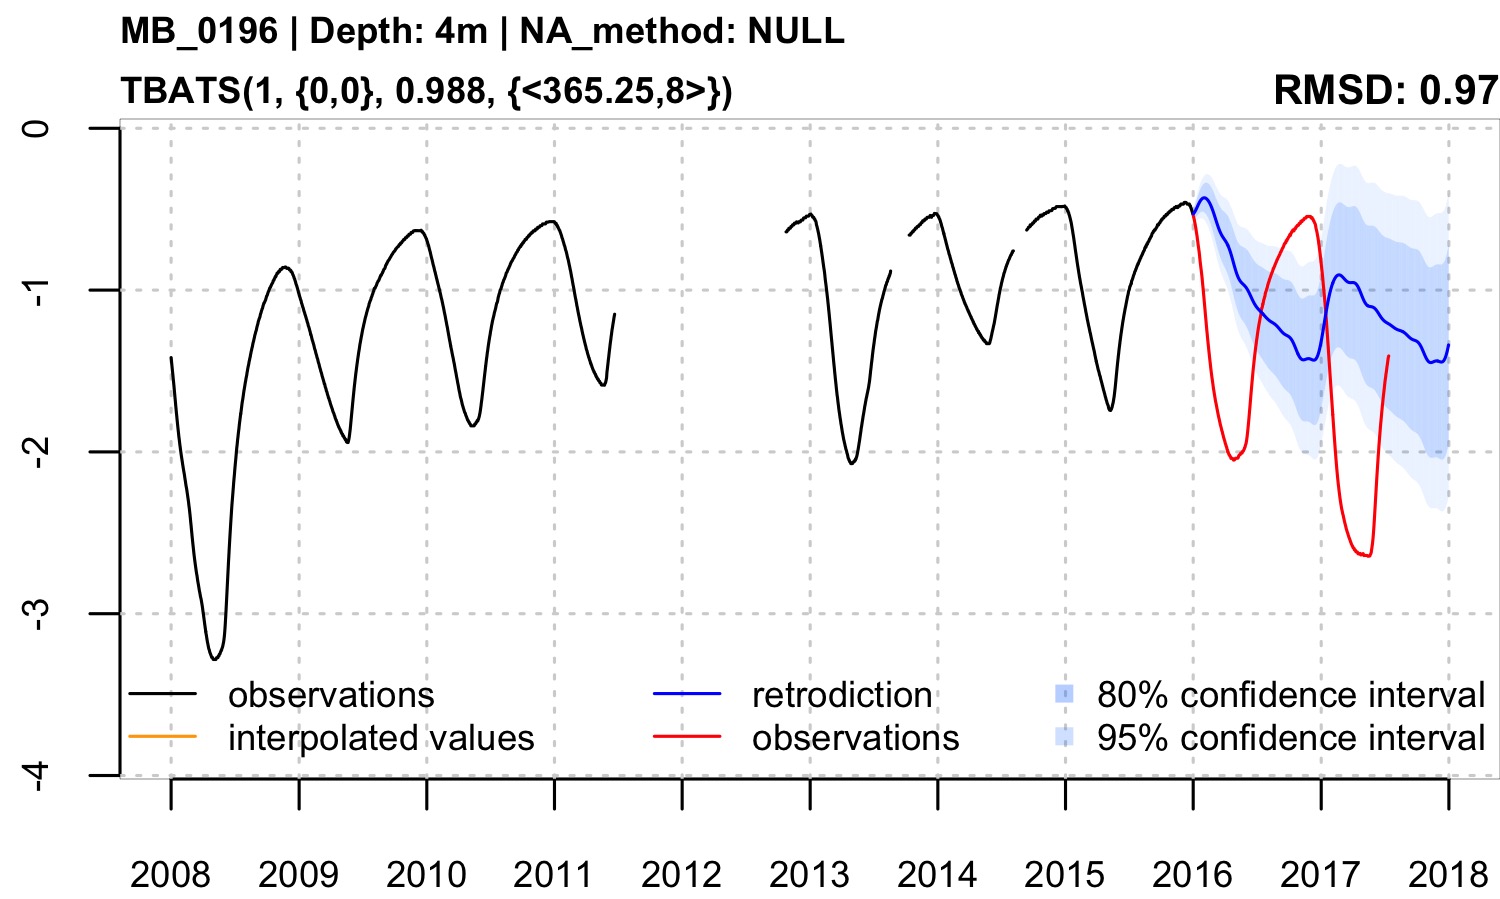 MB_0196 | Depth: 4m | NA_method: NULL
TBATS(1, {0,0}, 0.988, {<365.25,8>})
RMSD: 0.97
0
-1
-2
-3
-4
observations
interpolated values
retrodiction
observations
80% confidence interval
95% confidence interval
2008 2009 2010 2011 2012 2013 2014 2015 2016 2017 2018